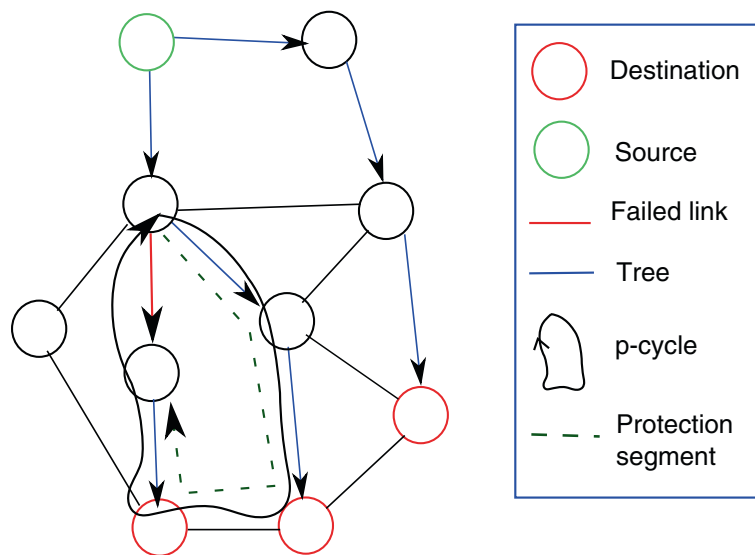 Destination
Source
Failed link
Tree
p-cycle
Protection
segment